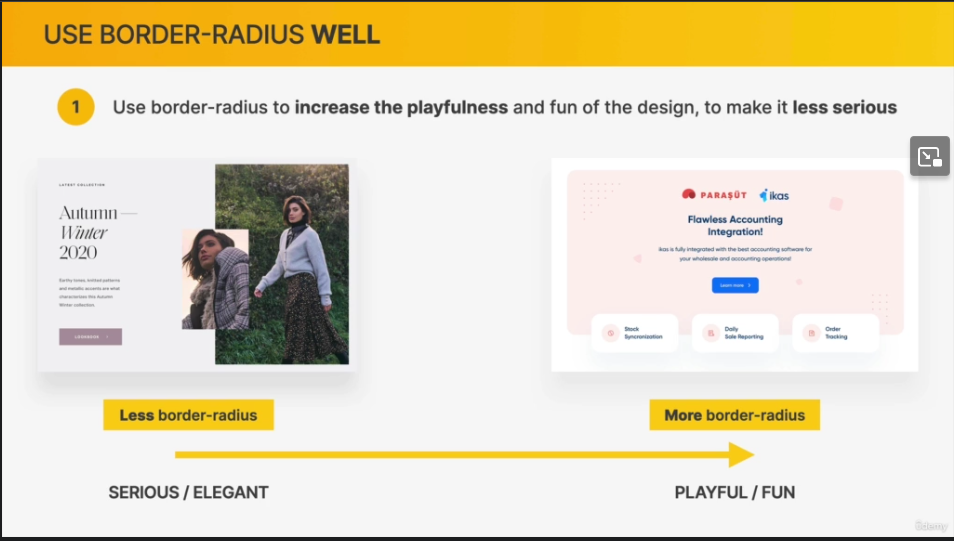 USE BORDER-RADIUS WELL
1 Use border-radius to increase the playfulness and fun of the design, to make it less serious
LATEST COLLECTION
Autumn —
Winter
2020
Earthy tones, knitted patterns
and metallic accents are what
characterizes this Autumn
Winter collection.
LOOKBOOK
PARAŞÜT ikas
Flawless Accounting
Integration!
ikas is fully integrated with the best accounting software for
your wholesale and accounting operations!
Learn more
Stock
Syncronization
Daily
Sale Reporting
Order
Tracking
Less border-radius
More border-radius
SERIOUS / ELEGANT
PLAYFUL / FUN
ûdemy